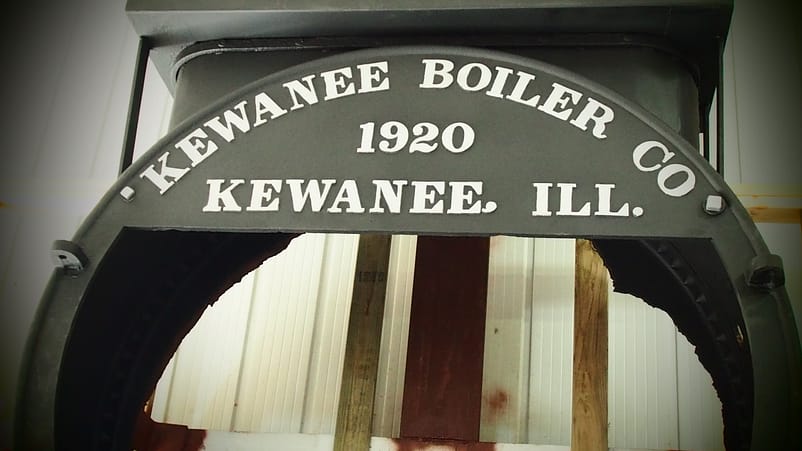 KEWANEE BOILER CO
1920
KEWANEE, ILL.